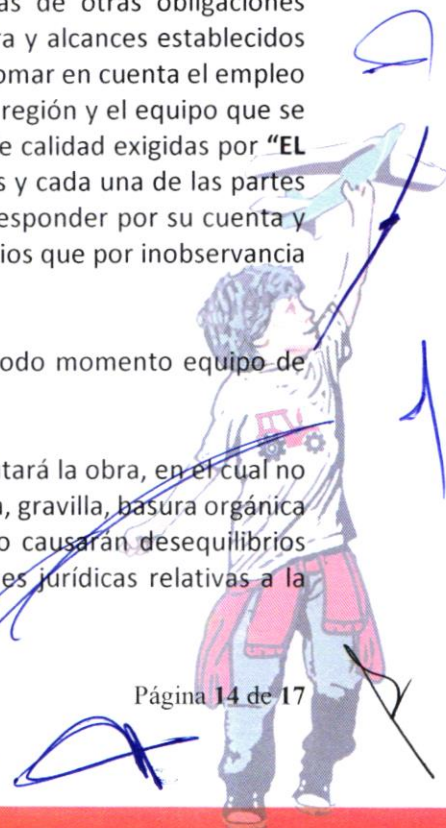 as de otras obligaciones
ra y alcances establecidos
omar en cuenta el empleo
región y el equipo que se
e calidad exigidas por "EL
s y cada una de las partes
esponder por su cuenta y
ios que por inobservancia
odo momento equipo de
tará la obra, en el cual no
, gravilla, basura orgánica
o causarán desequilibrios
es jurídicas relativas a la
Página 14 de 17